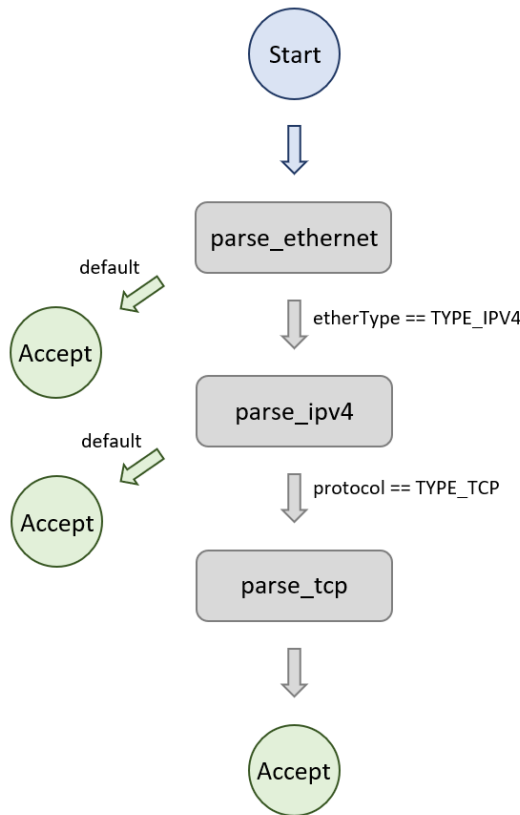 Start
parse_ethernet
default
etherType == TYPE_IPV4
Accept
parse_ipv4
default
protocol == TYPE_TCP
Accept
parse_tcp
Accept